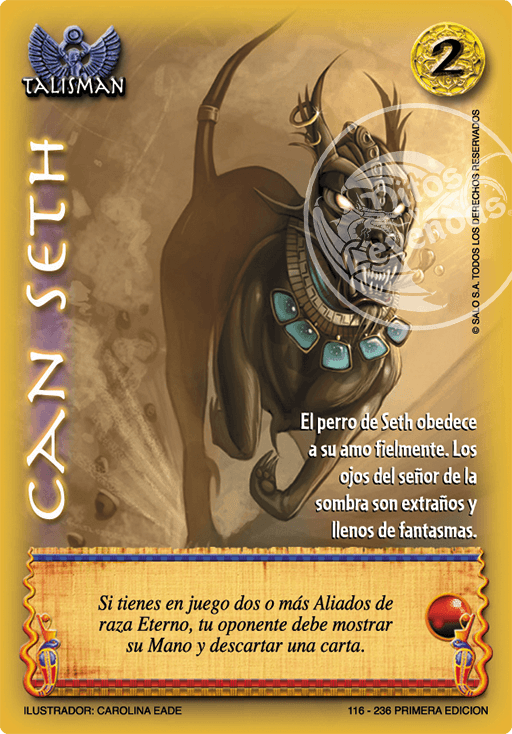 TALISMAN
2
CAN SETH
mitos
y leyendas.
© SALO S.A. TODOS LOS DERECHOS RESERVADOS
El perro de Seth obedece
a su amo fielmente. Los
ojos del señor de la
sombra son extraños y
llenos de fantasmas.
Si tienes en juego dos o más Aliados de
raza Eterno, tu oponente debe mostrar
su Mano y descartar una carta.
ILUSTRADOR: CAROLINA EADE
116 - 236 PRIMERA EDICION